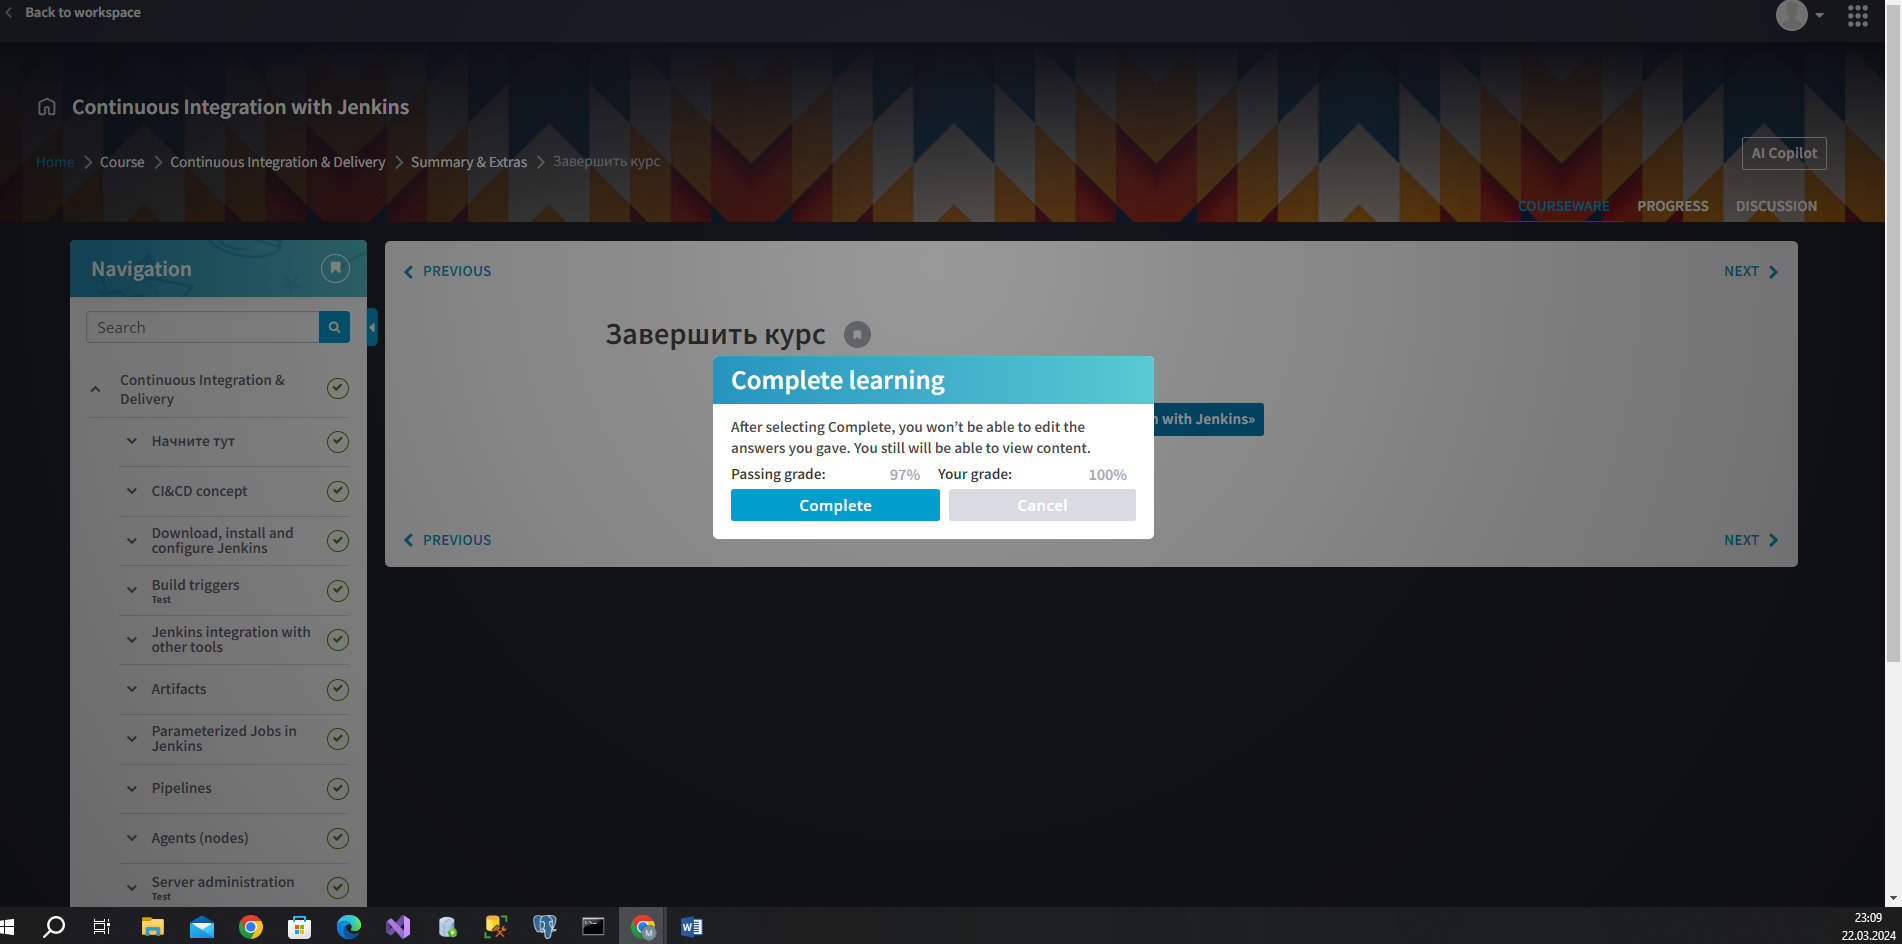 Back to workspace
Continuous Integration with Jenkins
Home Course Continuous Integration & Delivery Summary & Extras Завершить курс
AI Copilot
COURSEWARE PROGRESS DISCUSSION
Navigation
Search
Continuous Integration &
Delivery
Начните тут
CI&CD concept
Download, install and
configure Jenkins
Build triggers
Test
Jenkins integration with
other tools
Artifacts
Parameterized Jobs in
Jenkins
Pipelines
Agents (nodes)
Server administration
Test
PREVIOUS
NEXT
Завершить курс
with Jenkins»
Complete learning
After selecting Complete, you won’t be able to edit the
answers you gave. You still will be able to view content.
Passing grade: 97% Your grade: 100%
Complete Cancel
PREVIOUS
NEXT
23:09
22.03.2024